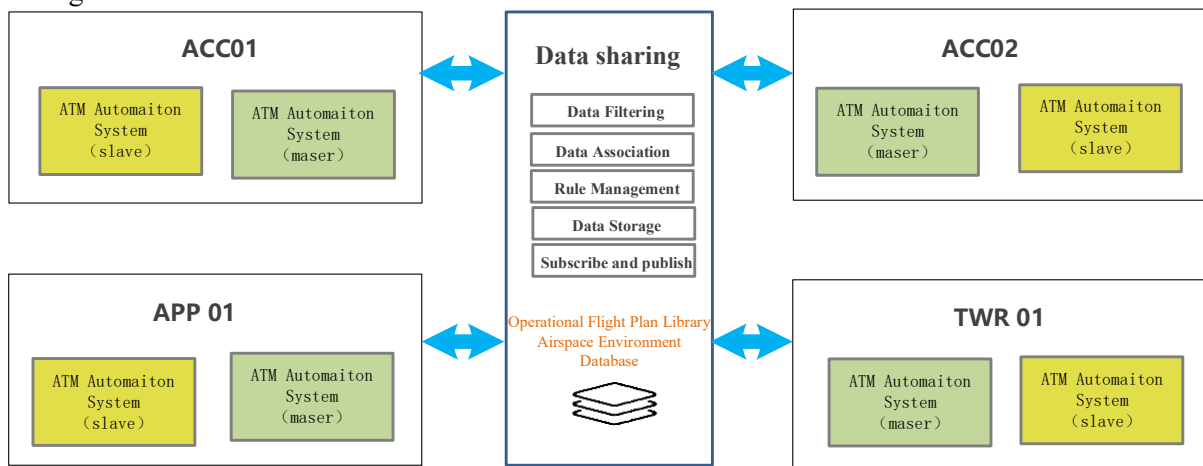 ACC01
ATM Automaiton
System
（slave）
ATM Automaiton
System
（maser）
Data sharing
Data Filtering
Data Association
Rule Management
Data Storage
Subscribe and publish
Operational Flight Plan Library
Airspace Environment
Database
ACC02
ATM Automaiton
System
（maser）
ATM Automaiton
System
（slave）
APP 01
ATM Automaiton
System
（slave）
ATM Automaiton
System
（maser）
TWR 01
ATM Automaiton
System
（maser）
ATM Automaiton
System
（slave）